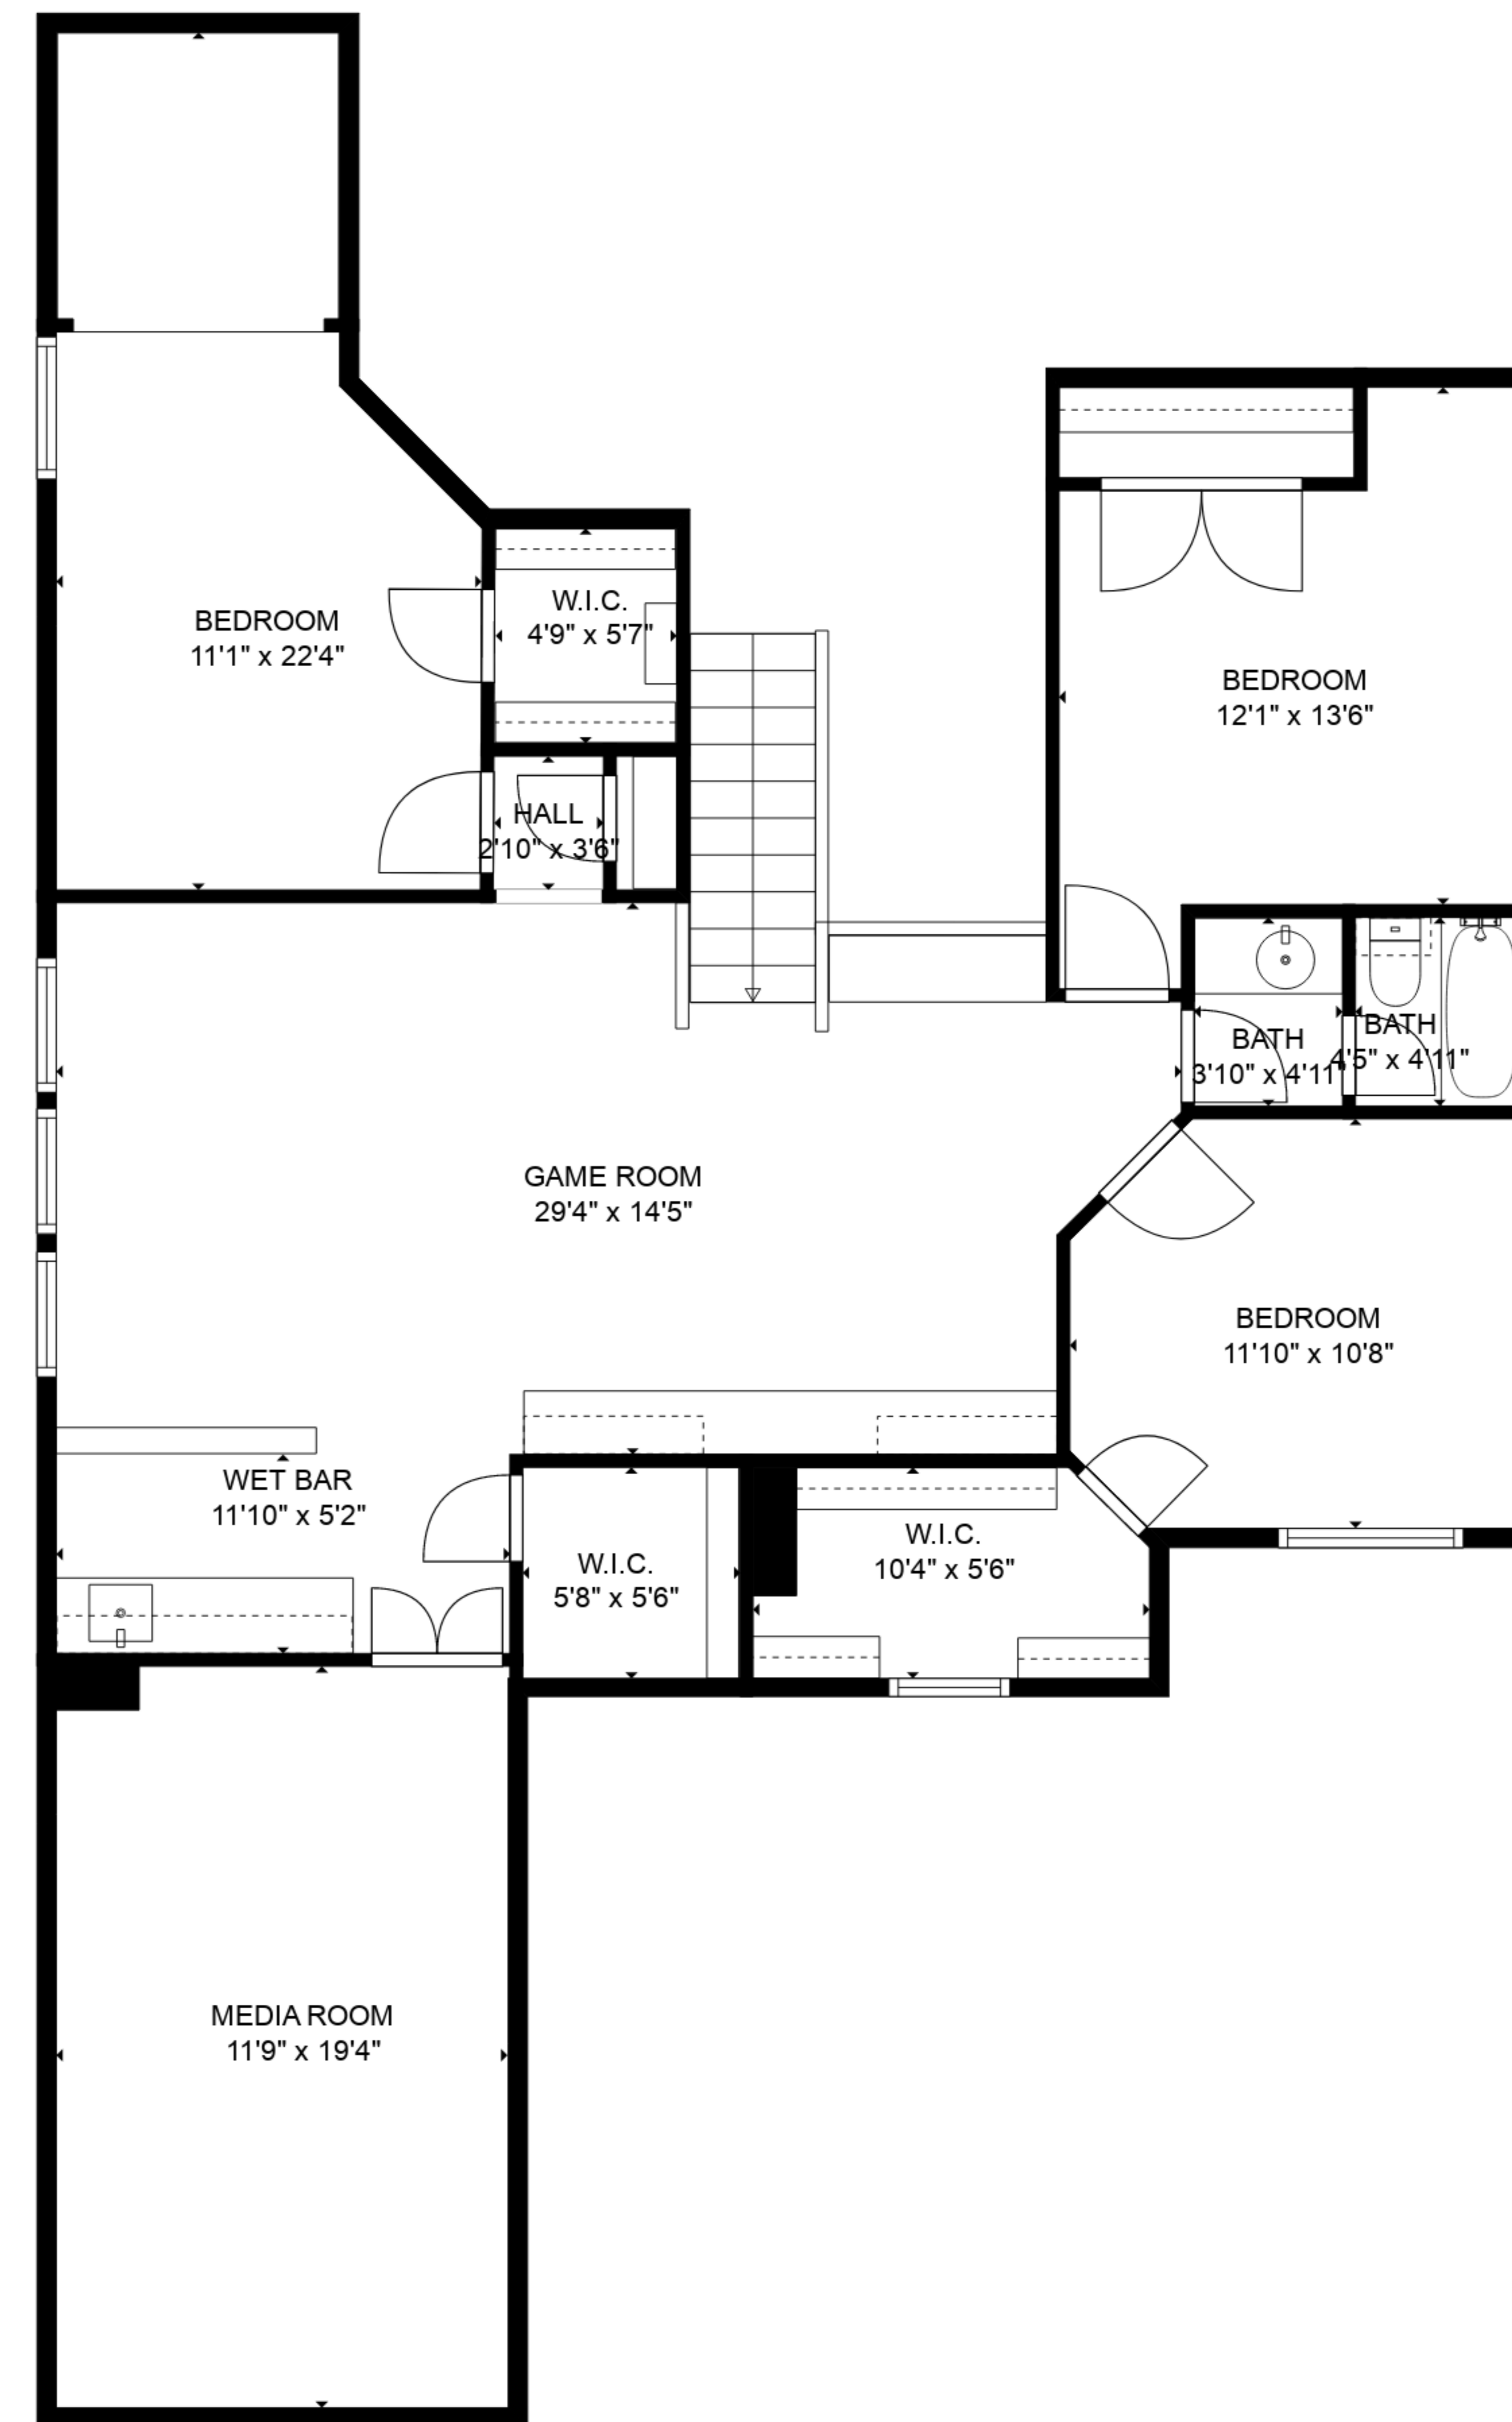 W.I.C.
4'9" x 5'7"
BEDROOM
11'1" x 22'4"
BEDROOM
12'1" x 13'6"
HALL
2'10" x 3'6"
BATH
4'5" x 4'11"
BATH
3'10" x 4'11"
GAME ROOM
29'4" x 14'5"
BEDROOM
11'10" x 10'8"
WET BAR
11'10" x 5'2"
W.I.C.
5'8" x 5'6"
W.I.C.
10'4" x 5'6"
MEDIA ROOM
11'9" x 19'4"